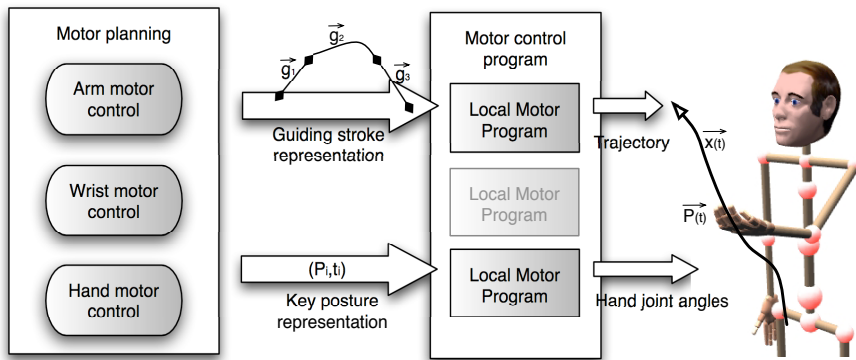 Motor planning
Arm motor
control
Wrist motor
control
Hand motor
control
g1
g2
g3
Guiding stroke
representation
(Pi,ti)
Key posture
representation
Motor control
program
Local Motor
Program
Local Motor
Program
Local Motor
Program
Trajectory
Hand joint angles
x(t)
P(t)